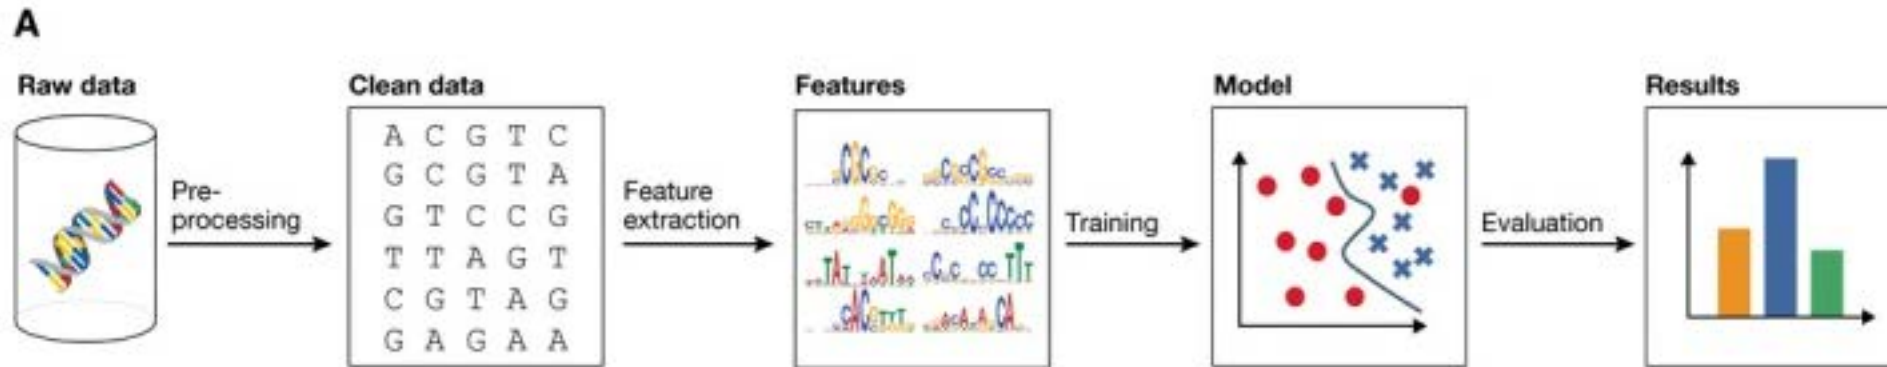 A
Raw data
Clean data
Features
Model
Results
Pre-
processing
A C G T C
G C G T A
G T C C G
T T A G T
C G T A G
G A G A A
Feature
extraction
Training
Evaluation